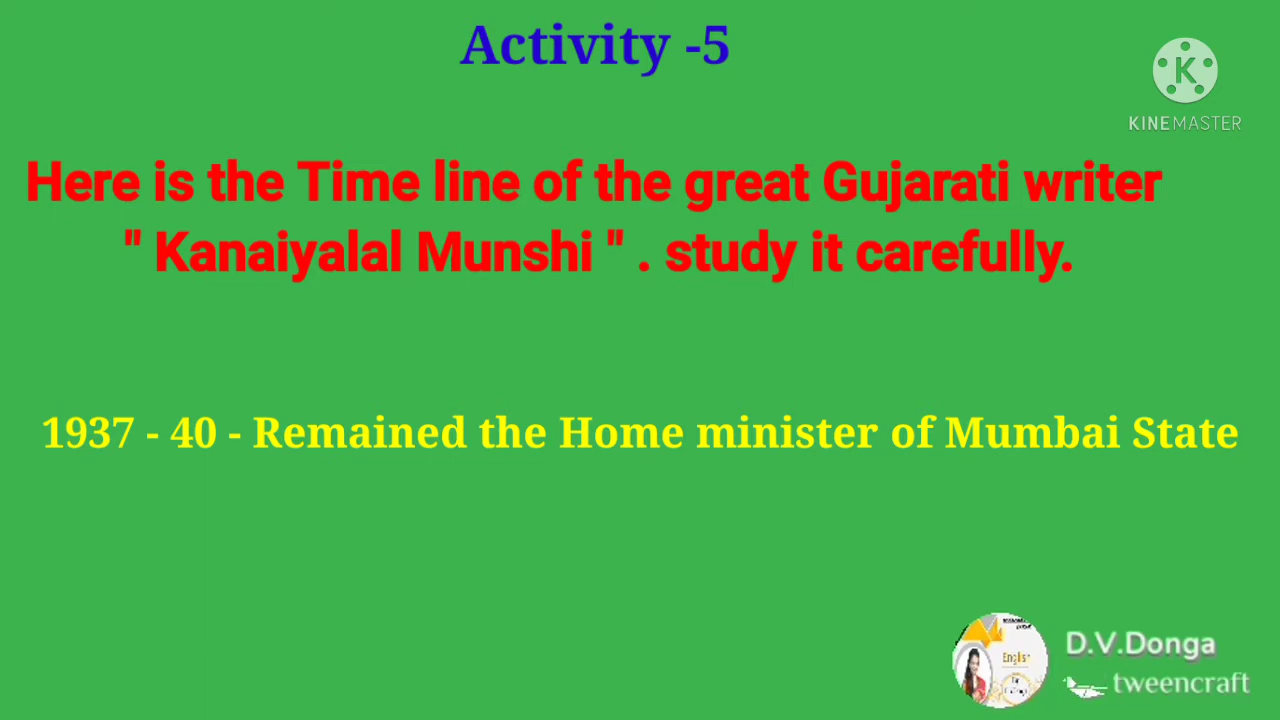 Activity -5
KINEMASTER
Here is the Time line of the great Gujarati writer
" Kanaiyalal Munshi " . study it carefully.
1937 - 40 - Remained the Home minister of Mumbai State
English
D.V.Donga
tweencraft